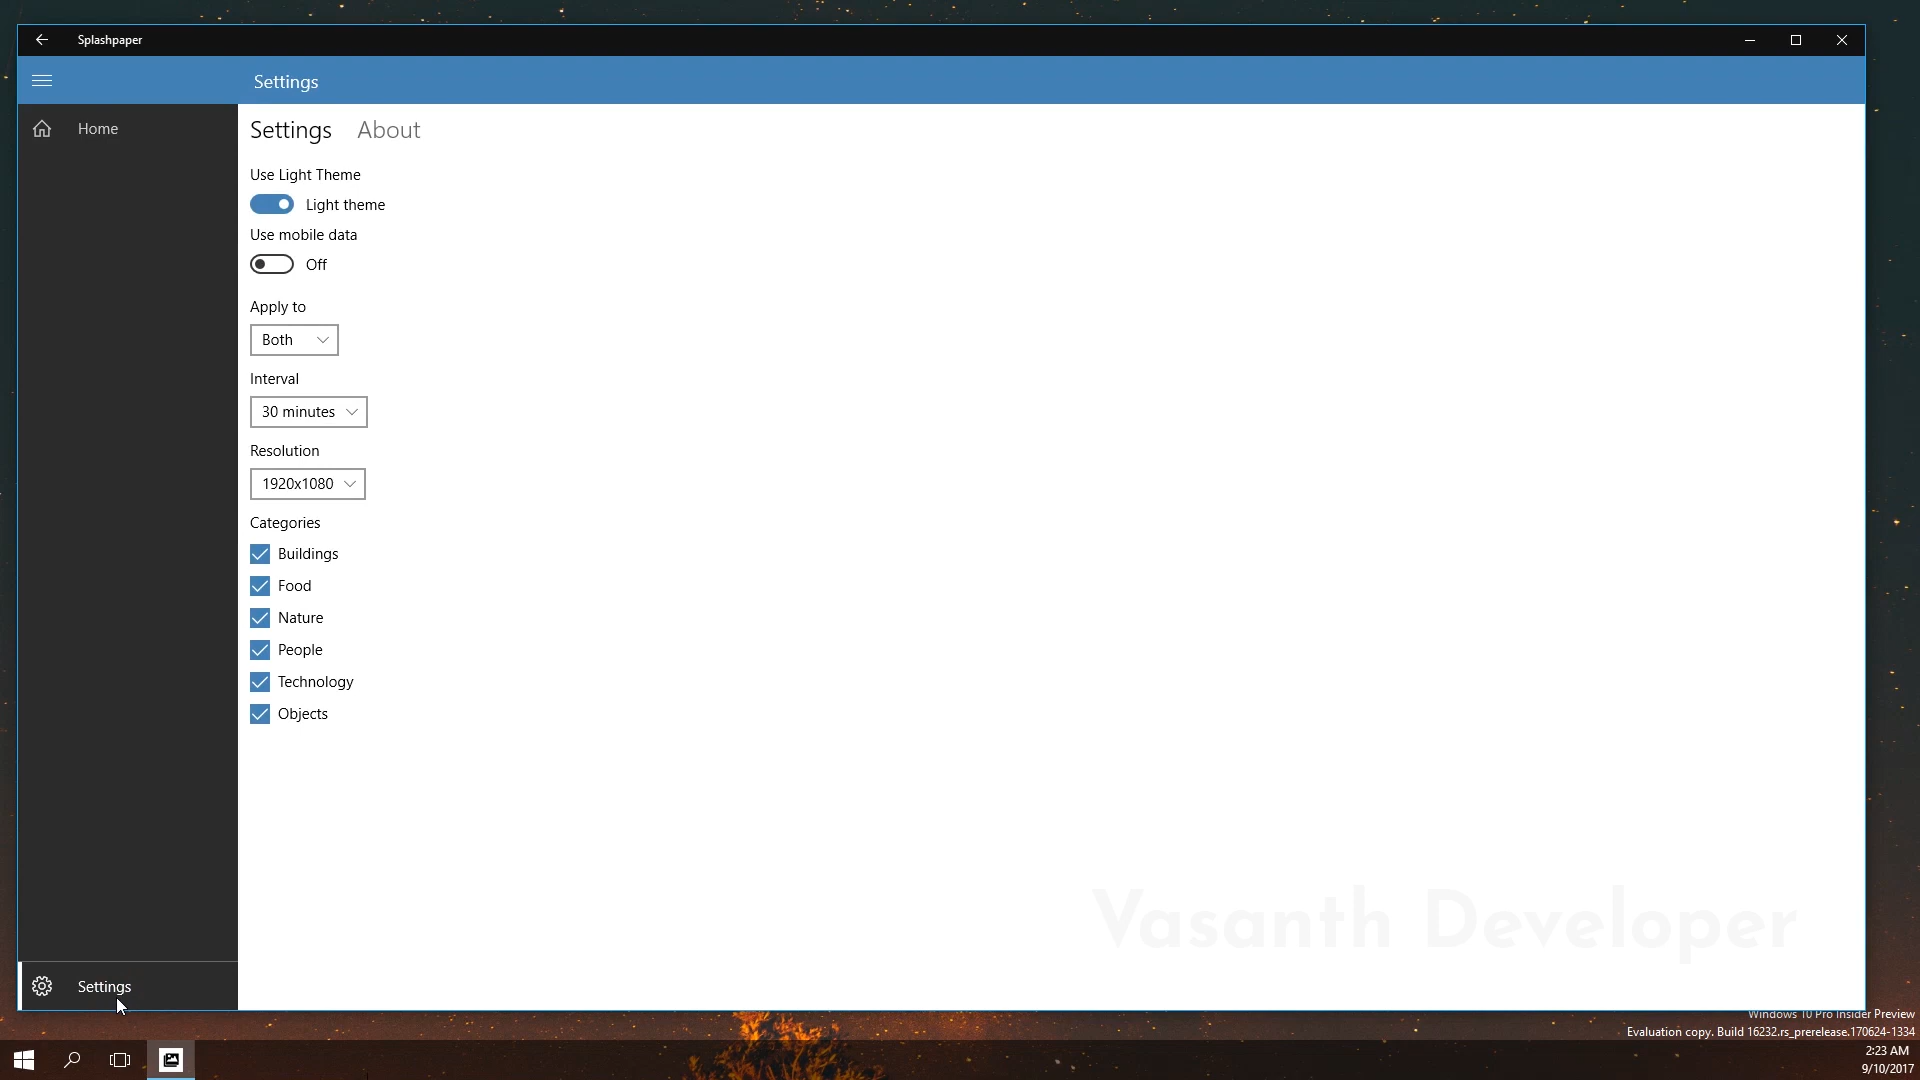 Splashpaper
Settings
Home
Settings About
Use Light Theme
Light theme
Use mobile data
Off
Apply to
Both
Interval
30 minutes
Resolution
1920x1080
Categories
Buildings
Food
Nature
People
Technology
Objects
Vasanth Developer
Settings
Windows 10 Pro Insider Preview
Evaluation copy. Build 16232.rs_prerelease.170624-1334
2:23 AM
9/10/2017